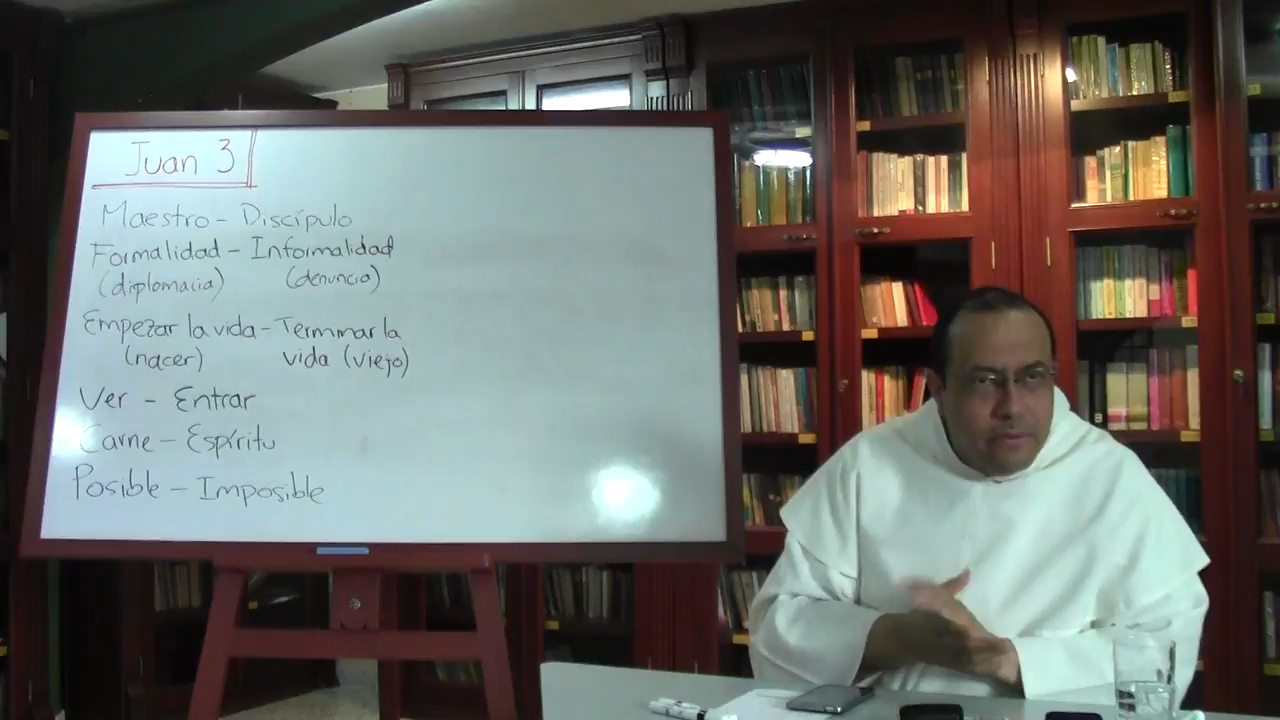 Juan 3
Maestro - Discípulo
Formalidad - Informalidad
(diplomacia) (denuncia)
Empezar la vida - Terminar la
(nacer) vida (viejo)
Ver - Entrar
Carne - Espíritu
Posible - Imposible